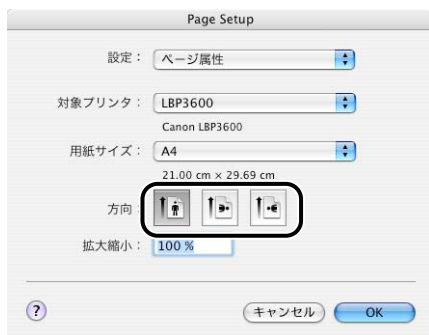 Page Setup
設定： ページ属性
対象プリンタ： LBP3600
Canon LBP3600
用紙サイズ： A4
21.00 cm × 29.69 cm
方向：
拡大縮小： 100 %
?
キャンセル OK